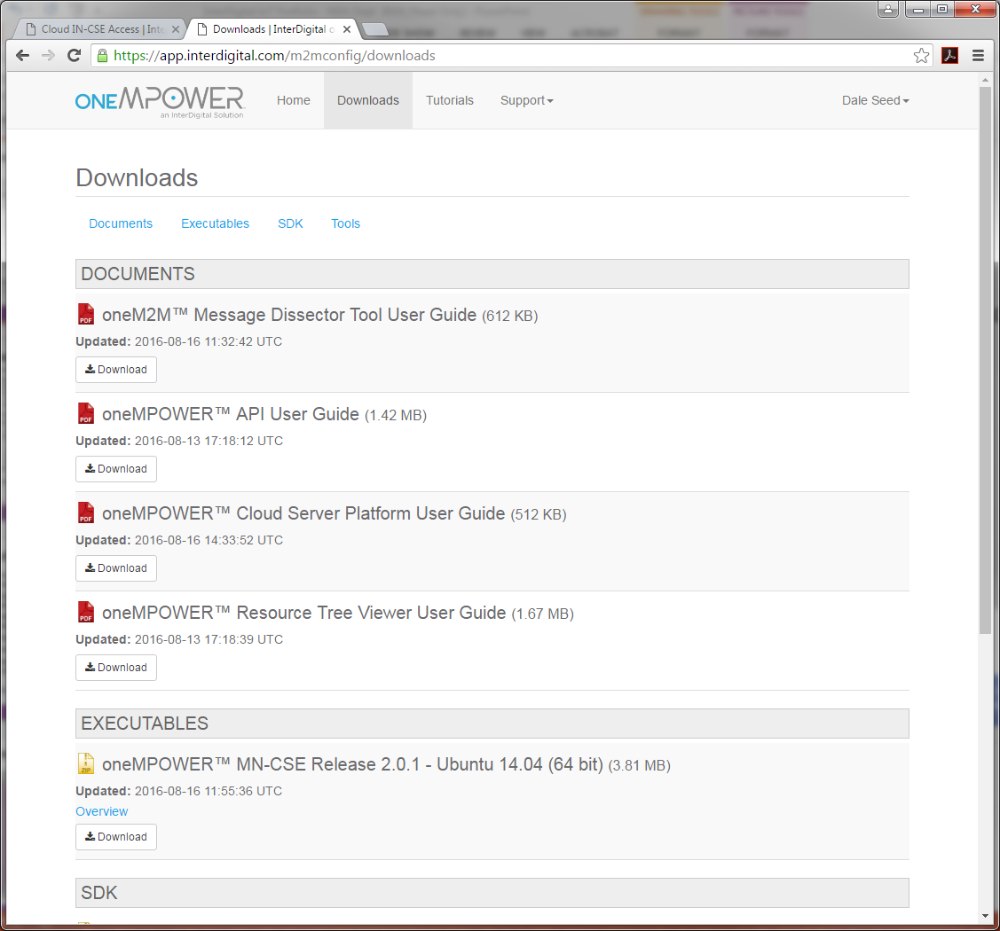 Cloud IN-CSE Access | Inte
Downloads | InterDigital o
https://app.interdigital.com/m2mconfig/downloads
ONEMPOWER
an InterDigital Solution
Home
Downloads
Tutorials
Support
Dale Seed
Downloads
Documents
Executables
SDK
Tools
DOCUMENTS
PDF
oneM2M™ Message Dissector Tool User Guide (612 KB)
Updated: 2016-08-16 11:32:42 UTC
Download
PDF
oneMPOWER™ API User Guide (1.42 MB)
Updated: 2016-08-13 17:18:12 UTC
Download
PDF
oneMPOWER™ Cloud Server Platform User Guide (512 KB)
Updated: 2016-08-16 14:33:52 UTC
Download
PDF
oneMPOWER™ Resource Tree Viewer User Guide (1.67 MB)
Updated: 2016-08-13 17:18:39 UTC
Download
EXECUTABLES
ZIP
oneMPOWER™ MN-CSE Release 2.0.1 - Ubuntu 14.04 (64 bit) (3.81 MB)
Updated: 2016-08-16 11:55:36 UTC
Overview
Download
SDK